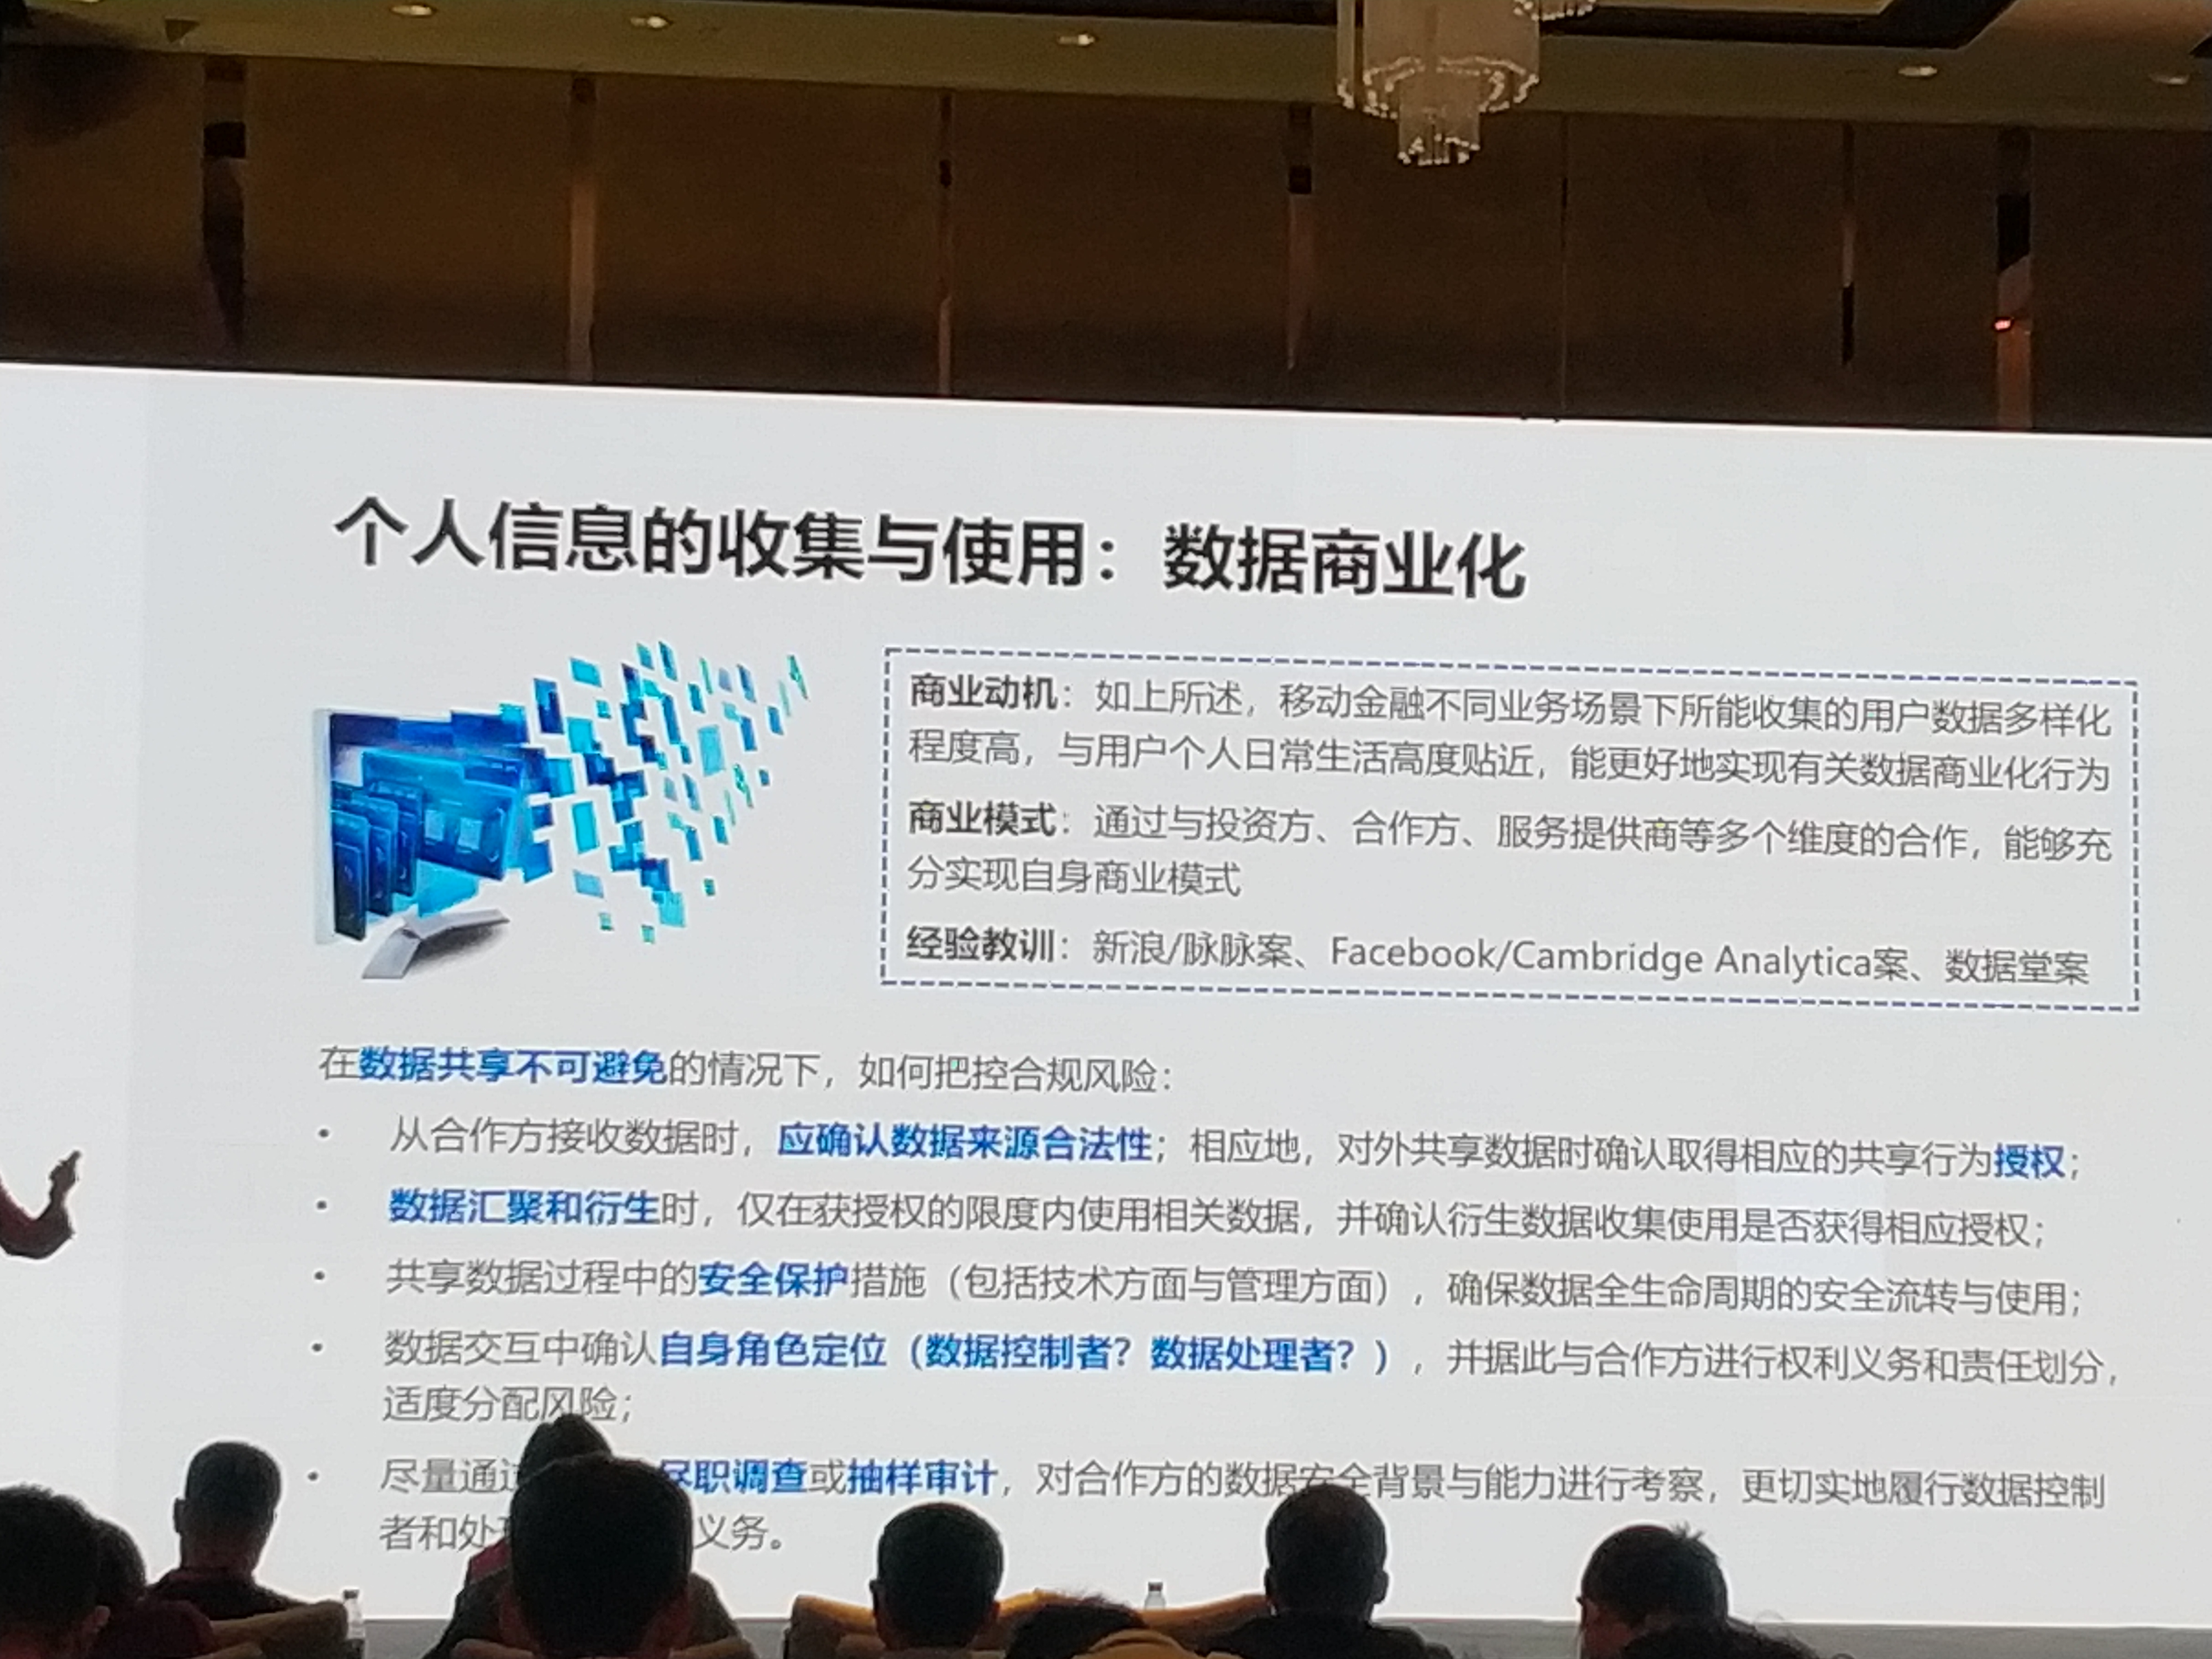 个人信息的收集与使用：数据商业化
商业动机：如上所述，移动金融不同业务场景下所能收集的用户数据多样化
程度高，与用户个人日常生活高度贴近，能更好地实现有关数据商业化行为
商业模式：通过与投资方、合作方、服务提供商等多个维度的合作，能够充
分实现自身商业模式
经验教训：新浪/脉脉案、Facebook/Cambridge Analytica案、数据堂案
在数据共享不可避免的情况下，如何把控合规风险：
• 从合作方接收数据时，应确认数据来源合法性；相应地，对外共享数据时确认取得相应的共享行为授权；
• 数据汇聚和衍生时，仅在获授权的限度内使用相关数据，并确认衍生数据收集使用是否获得相应授权；
• 共享数据过程中的安全保护措施（包括技术方面与管理方面），确保数据全生命周期的安全流转与使用；
• 数据交互中确认自身角色定位（数据控制者？数据处理者？），并据此与合作方进行权利义务和责任划分，
适度分配风险；
• 尽量通过 尽职调查或抽样审计，对合作方的数据安全背景与能力进行考察，更切实地履行数据控制
者和处 义务。